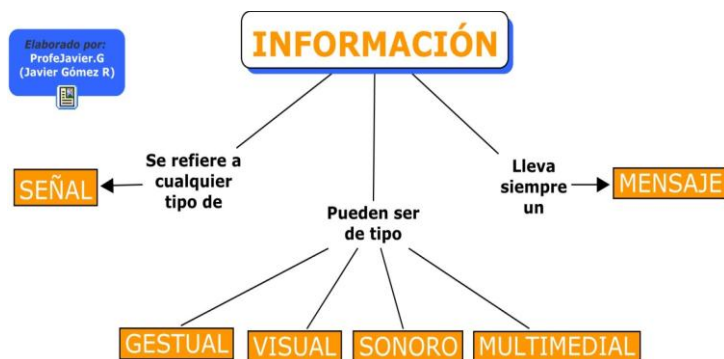 Elaborado por:
ProfeJavier.G
(Javier Gómez R)
INFORMACIÓN
Se refiere a
cualquier
tipo de
SEÑAL
Pueden ser
de tipo
Lleva
siempre
un
MENSAJE
GESTUAL
VISUAL
SONORO
MULTIMEDIAL